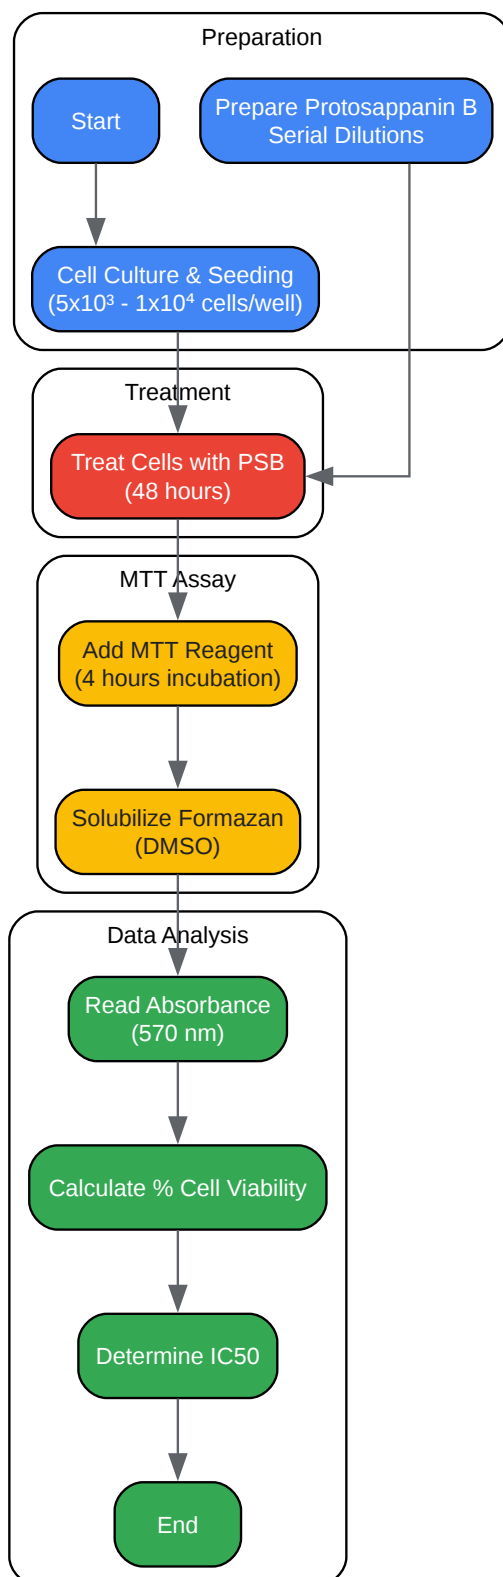 Preparation
Start
Prepare Protosappanin B
Serial Dilutions
Cell Culture & Seeding
(5x10³ - 1x10⁴ cells/well)
Treatment
Treat Cells with PSB
(48 hours)
MTT Assay
Add MTT Reagent
(4 hours incubation)
Solubilize Formazan
(DMSO)
Data Analysis
Read Absorbance
(570 nm)
Calculate % Cell Viability
Determine IC50
End